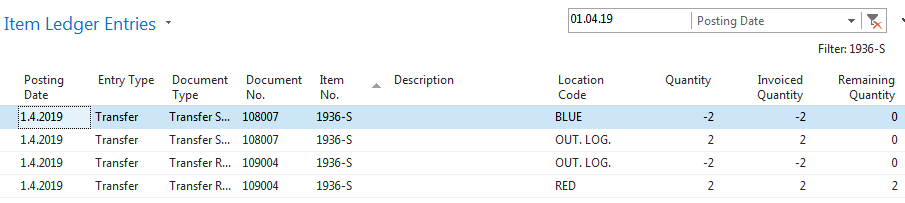 Item Ledger Entries
01.04.19 Posting Date
Filter: 1936-S
Posting Date Entry Type Document Type Document No. Item No. Description Location Code Quantity Invoiced Quantity Remaining Quantity
1.4.2019 Transfer Transfer S... 108007 1936-S BLUE -2 -2 0
1.4.2019 Transfer Transfer S... 108007 1936-S OUT. LOG. 2 2 0
1.4.2019 Transfer Transfer R... 109004 1936-S OUT. LOG. -2 -2 0
1.4.2019 Transfer Transfer R... 109004 1936-S RED 2 2 2